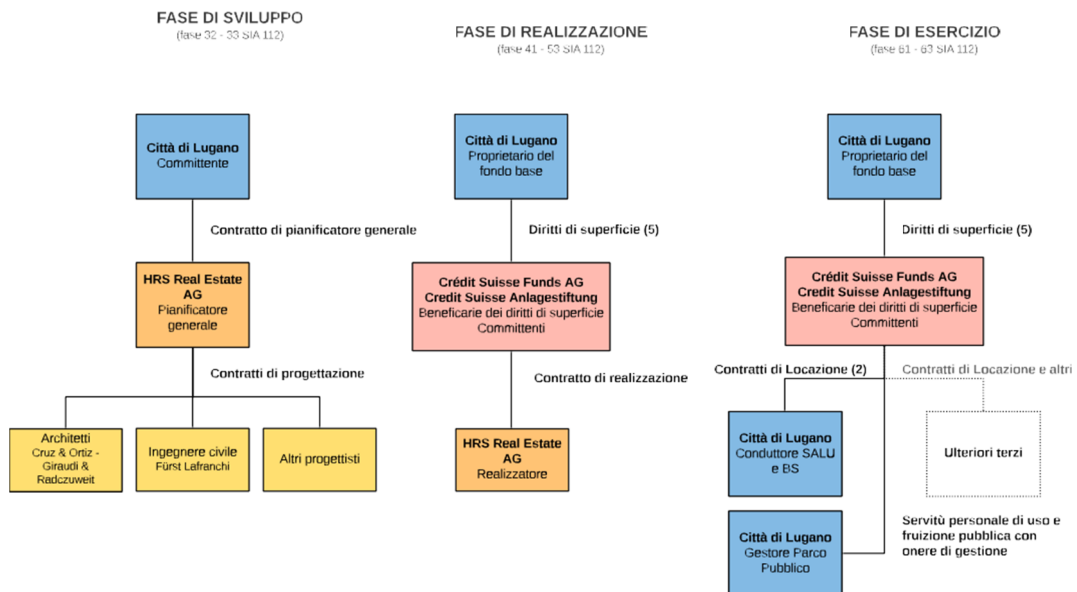 FASE DI SVILUPPO
(fase 32 - 33 SIA 112)
Città di Lugano
Committente
Contratto di pianificatore generale
HRS Real Estate
AG
Pianificatore
generale
Contratti di progettazione
Architetti
Cruz & Ortiz -
Giraudi &
Radczuweit
Ingegnere civile
Fürst Lafranchi
Altri progettisti
FASE DI REALIZZAZIONE
(fase 41 - 53 SIA 112)
Città di Lugano
Proprietario del
fondo base
Diritti di superficie (5)
Crédit Suisse Funds AG
Credit Suisse Anlagestiftung
Beneficarie dei diritti di superficie
Committenti
Contratto di realizzazione
HRS Real Estate
AG
Realizzatore
FASE DI ESERCIZIO
(fase 61 - 63 SIA 112)
Città di Lugano
Proprietario del
fondo base
Diritti di superficie (5)
Crédit Suisse Funds AG
Credit Suisse Anlagestiftung
Beneficarie dei diritti di superficie
Committenti
Contratti di Locazione (2)
Contratti di Locazione e altri
Città di Lugano
Conduttore SALU
e BS
Ulteriori terzi
Città di Lugano
Gestore Parco
Pubblico
Servitù personale di uso e
fruizione pubblica con
onere di gestione